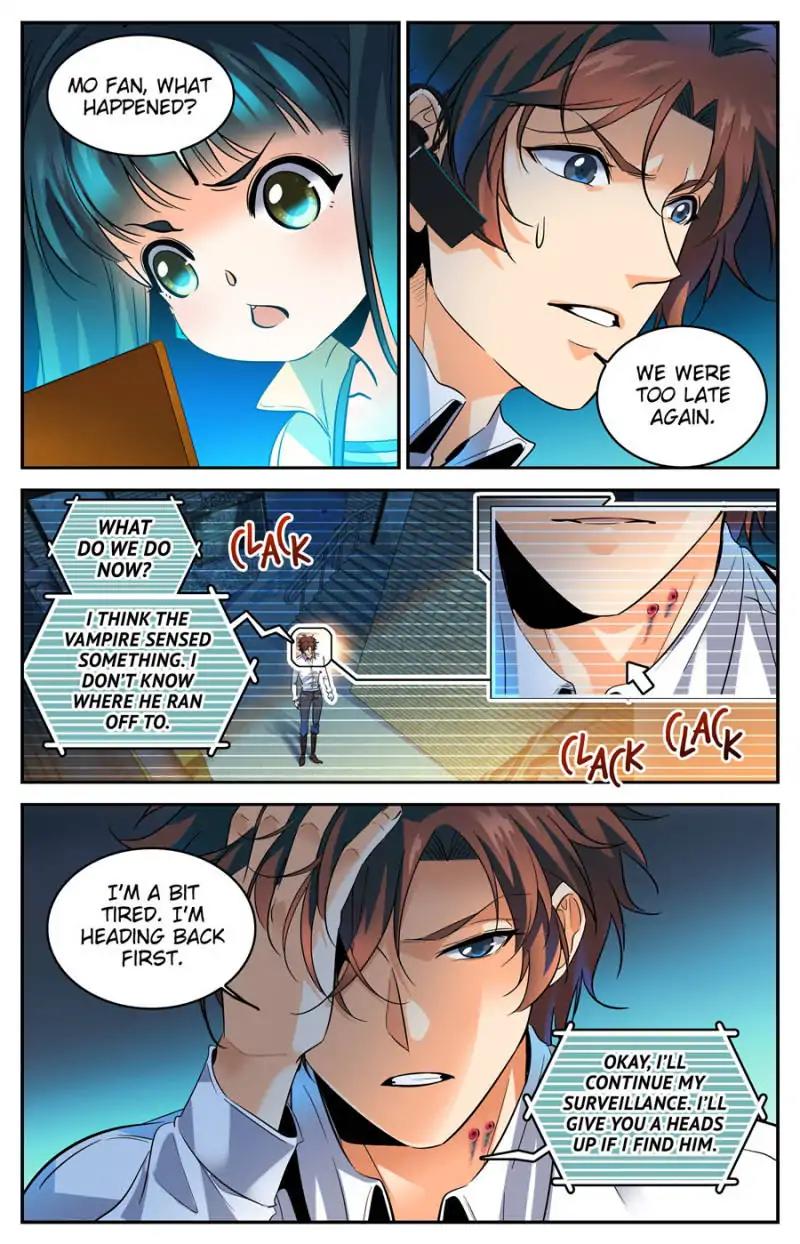 MO FAN, WHAT
HAPPENED?
WE WERE
TOO LATE
AGAIN.
WHAT
DO WE DO
NOW?
CLACK
I THINK THE
VAMPIRE SENSED
SOMETHING. I
DON'T KNOW
WHERE HE RAN
OFF TO.
CLACK
CLACK
I'M A BIT
TIRED. I'M
HEADING BACK
FIRST.
OKAY, I'LL
CONTINUE MY
SURVEILLANCE. I'LL
GIVE YOU A HEADS
UP IF I FIND HIM.